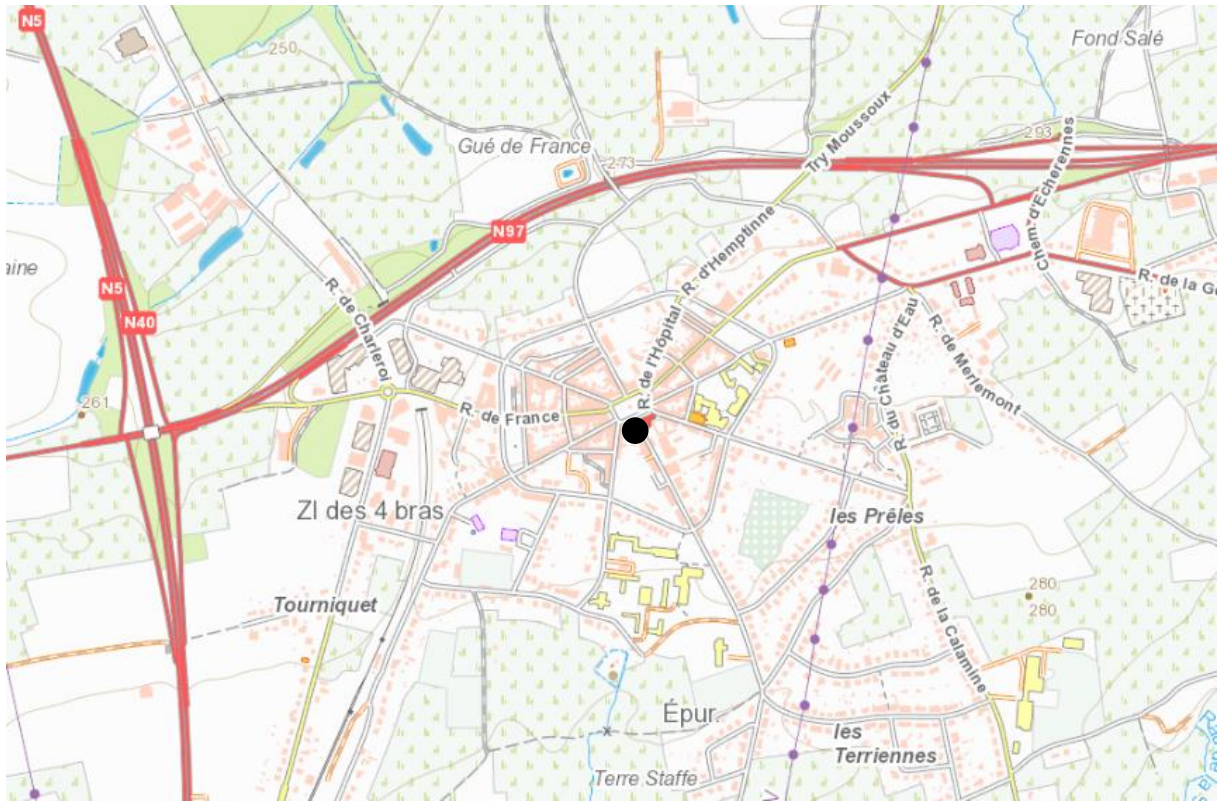 N5
250
Fond Salé
Gué de France
273
Try Moussoux
293
Chem. d'Echerennes
N97
R. d'Hemptinne
N5
N40
R. de Charleroi
R. de l'Hôpital
R. de la
261
R. de France
R. du Château d'Eau
R. de Merlemont
ZI des 4 bras
les Prêles
Tourniquet
R. de la Calamine
280
280
Épur.
les
Terriennes
Terre Staffe